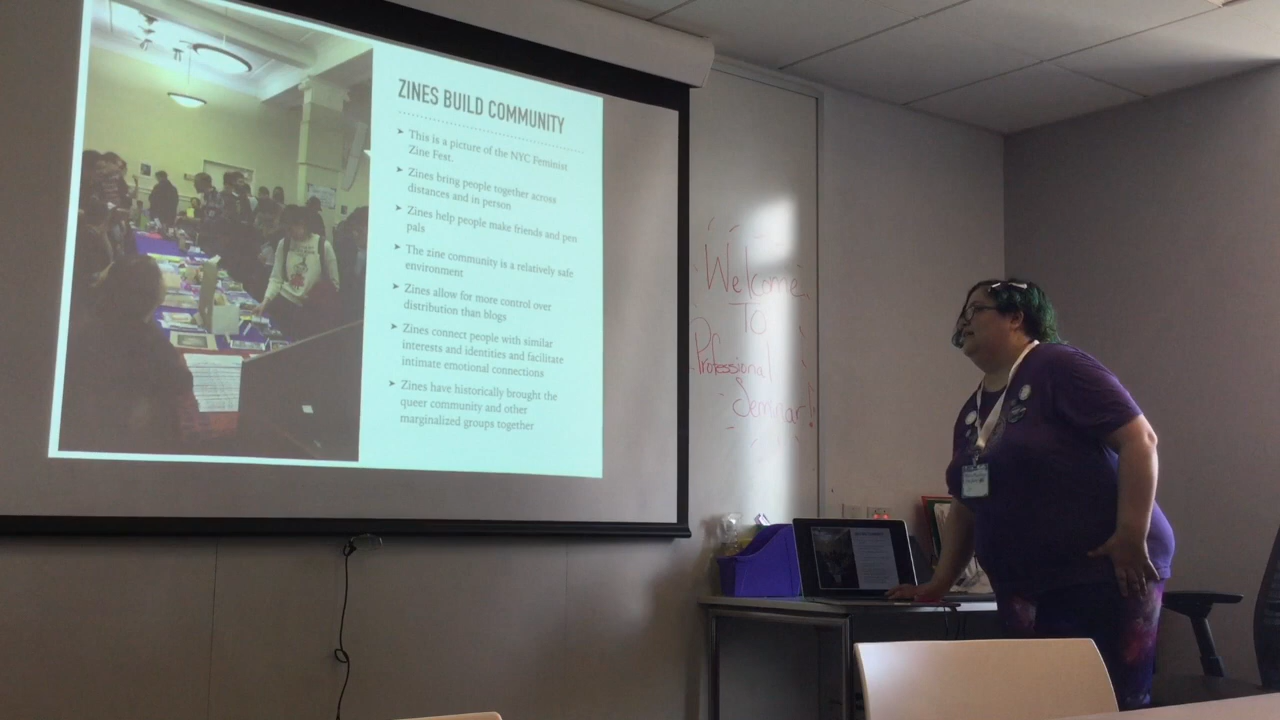 ZINES BUILD COMMUNITY
➤ This is a picture of the NYC Feminist
Zine Fest.
➤ Zines bring people together across
distances and in person
➤ Zines help people make friends and pen
pals
➤ The zine community is a relatively safe
environment
➤ Zines allow for more control over
distribution than blogs
➤ Zines connect people with similar
interests and identities and facilitate
intimate emotional connections
➤ Zines have historically brought the
queer community and other
marginalized groups together
Welcome
To
Professional
Seminar!